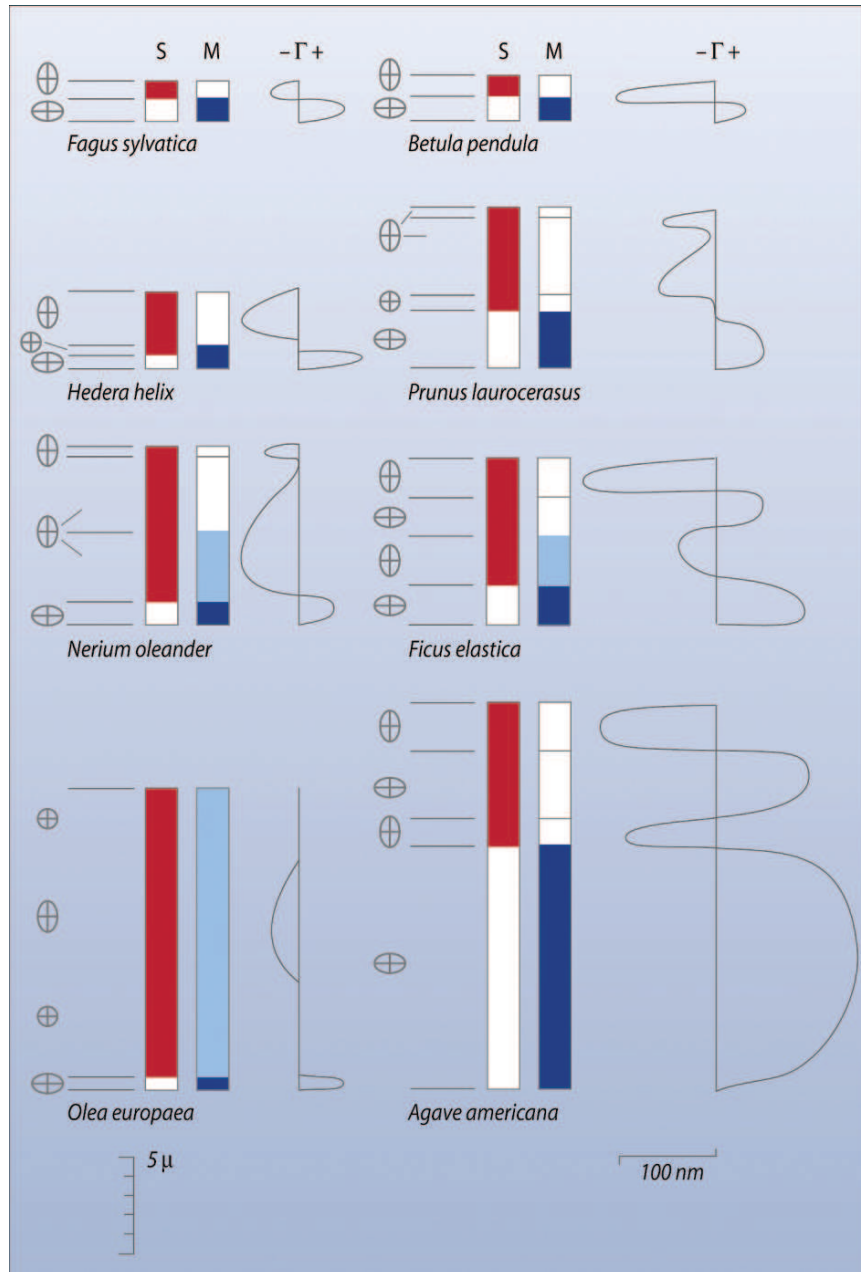 S M – Γ + S M – Γ +
Fagus sylvatica Betula pendula
Hedera helix Prunus laurocerasus
Nerium oleander Ficus elastica
Olea europaea Agave americana
5 μ 100 nm